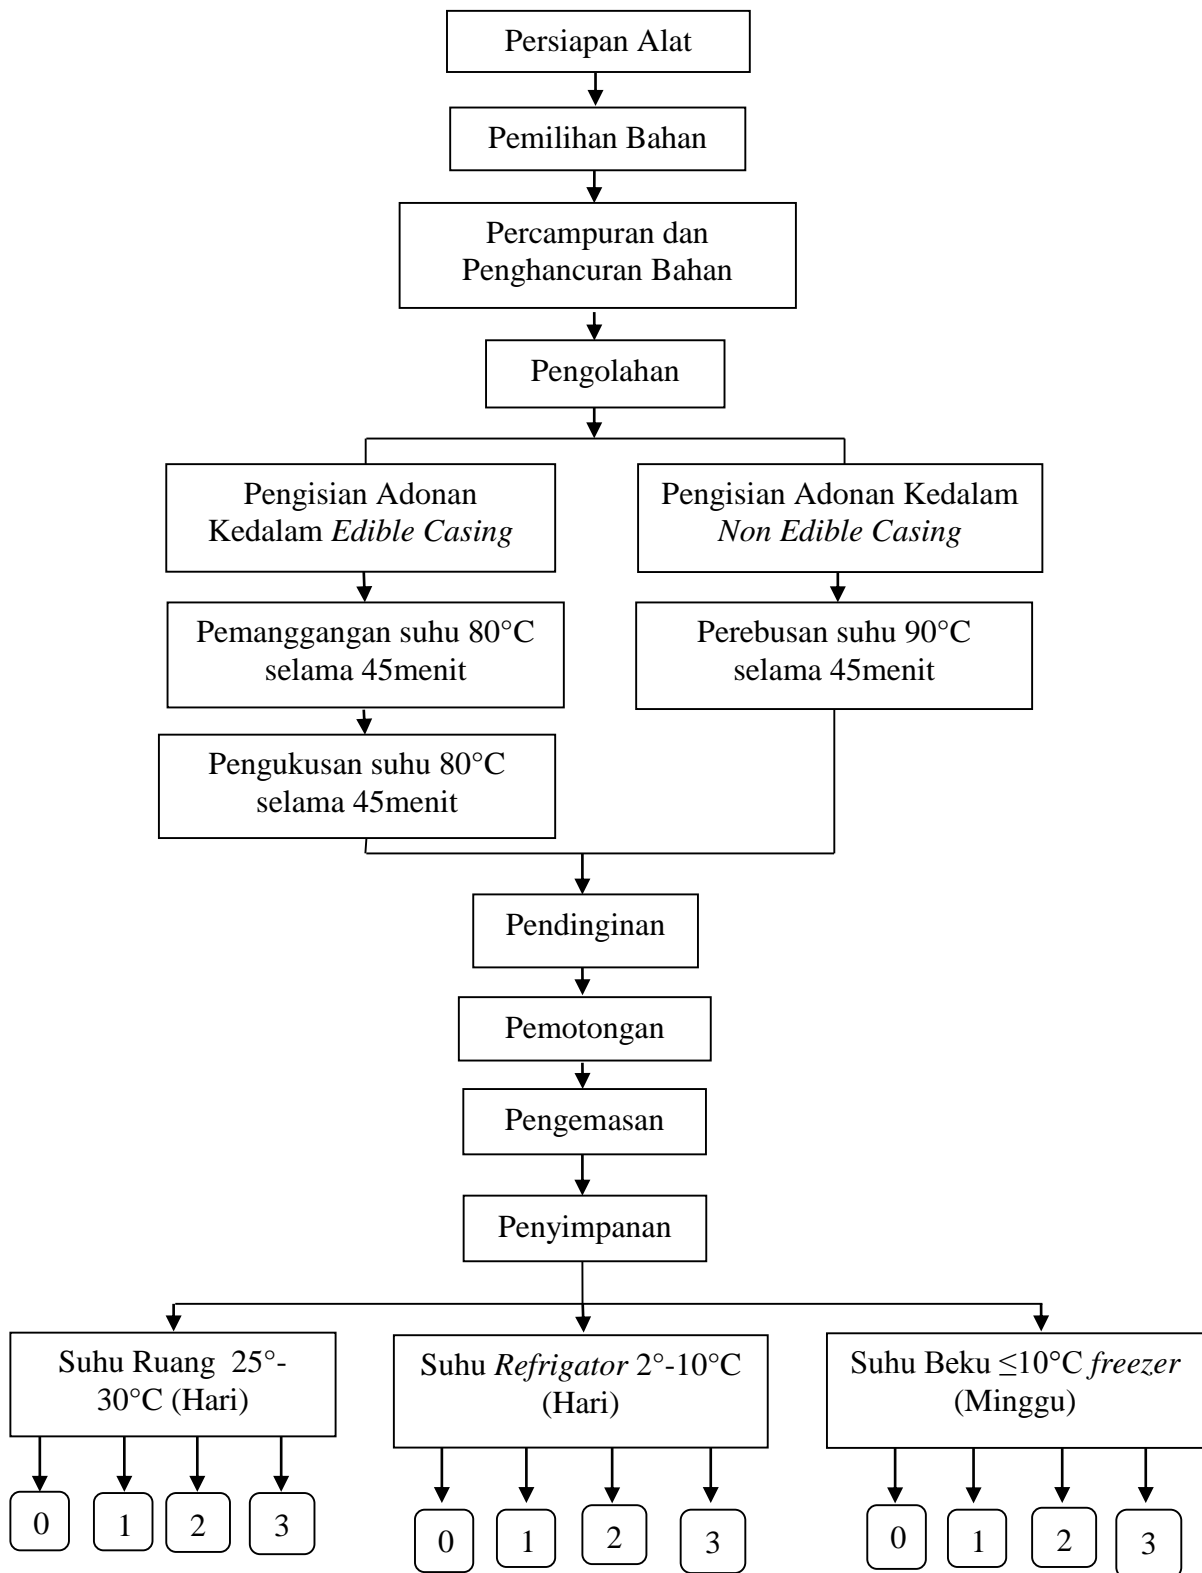 Persiapan Alat
Pemilihan Bahan
Percampuran dan
Penghancuran Bahan
Pengolahan
Pengisian Adonan
Kedalam Edible Casing
Pengisian Adonan Kedalam
Non Edible Casing
Pemanggangan suhu 80°C
selama 45menit
Perebusan suhu 90°C
selama 45menit
Pengukusan suhu 80°C
selama 45menit
Pendinginan
Pemotongan
Pengemasan
Penyimpanan
Suhu Ruang 25°-
30°C (Hari)
Suhu Refrigator 2°-10°C
(Hari)
Suhu Beku ≤10°C freezer
(Minggu)
0 1 2 3
0 1 2 3
0 1 2 3